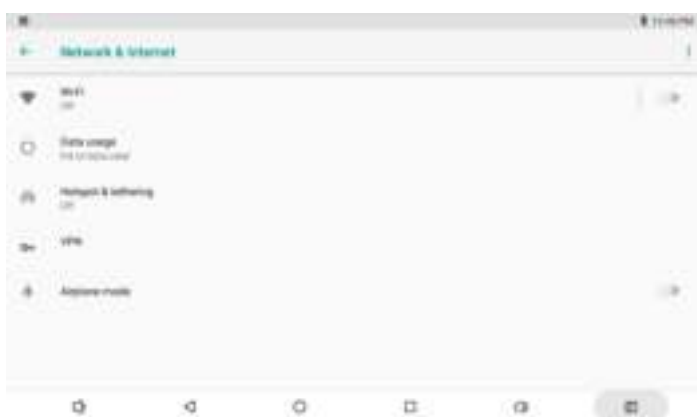 Network & Internet
Wi-Fi
Off
Data usage
Hotspot & tethering
Off
VPN
Airplane mode